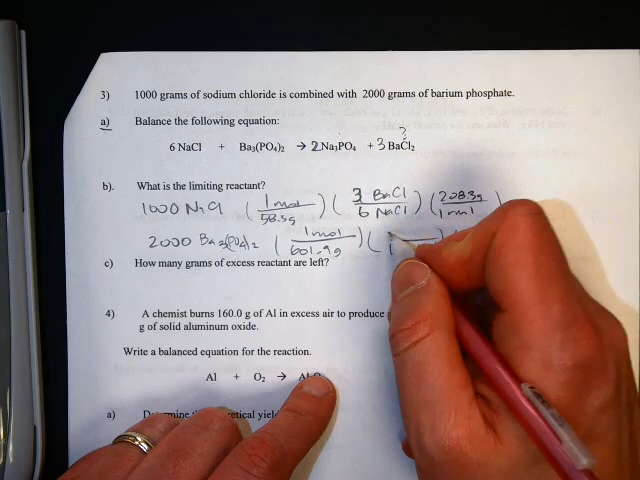 3) 1000 grams of sodium chloride is combined with 2000 grams of barium phosphate.
a) Balance the following equation:
?
6 NaCl + Ba₃(PO₄)₂ → 2 Na₃PO₄ + 3 BaCl₂
b). What is the limiting reactant?
1000 NaCl (1 mol / 58.5g) (3 BaCl / 6 NaCl) (208.3g / 1 mol)
2000 Ba₃(PO₄)₂ (1 mol / 601.9g) (
c) How many grams of excess reactant are left?
4) A chemist burns 160.0 g of Al in excess air to produce
g of solid aluminum oxide.
Write a balanced equation for the reaction.
Al + O₂ →
a)